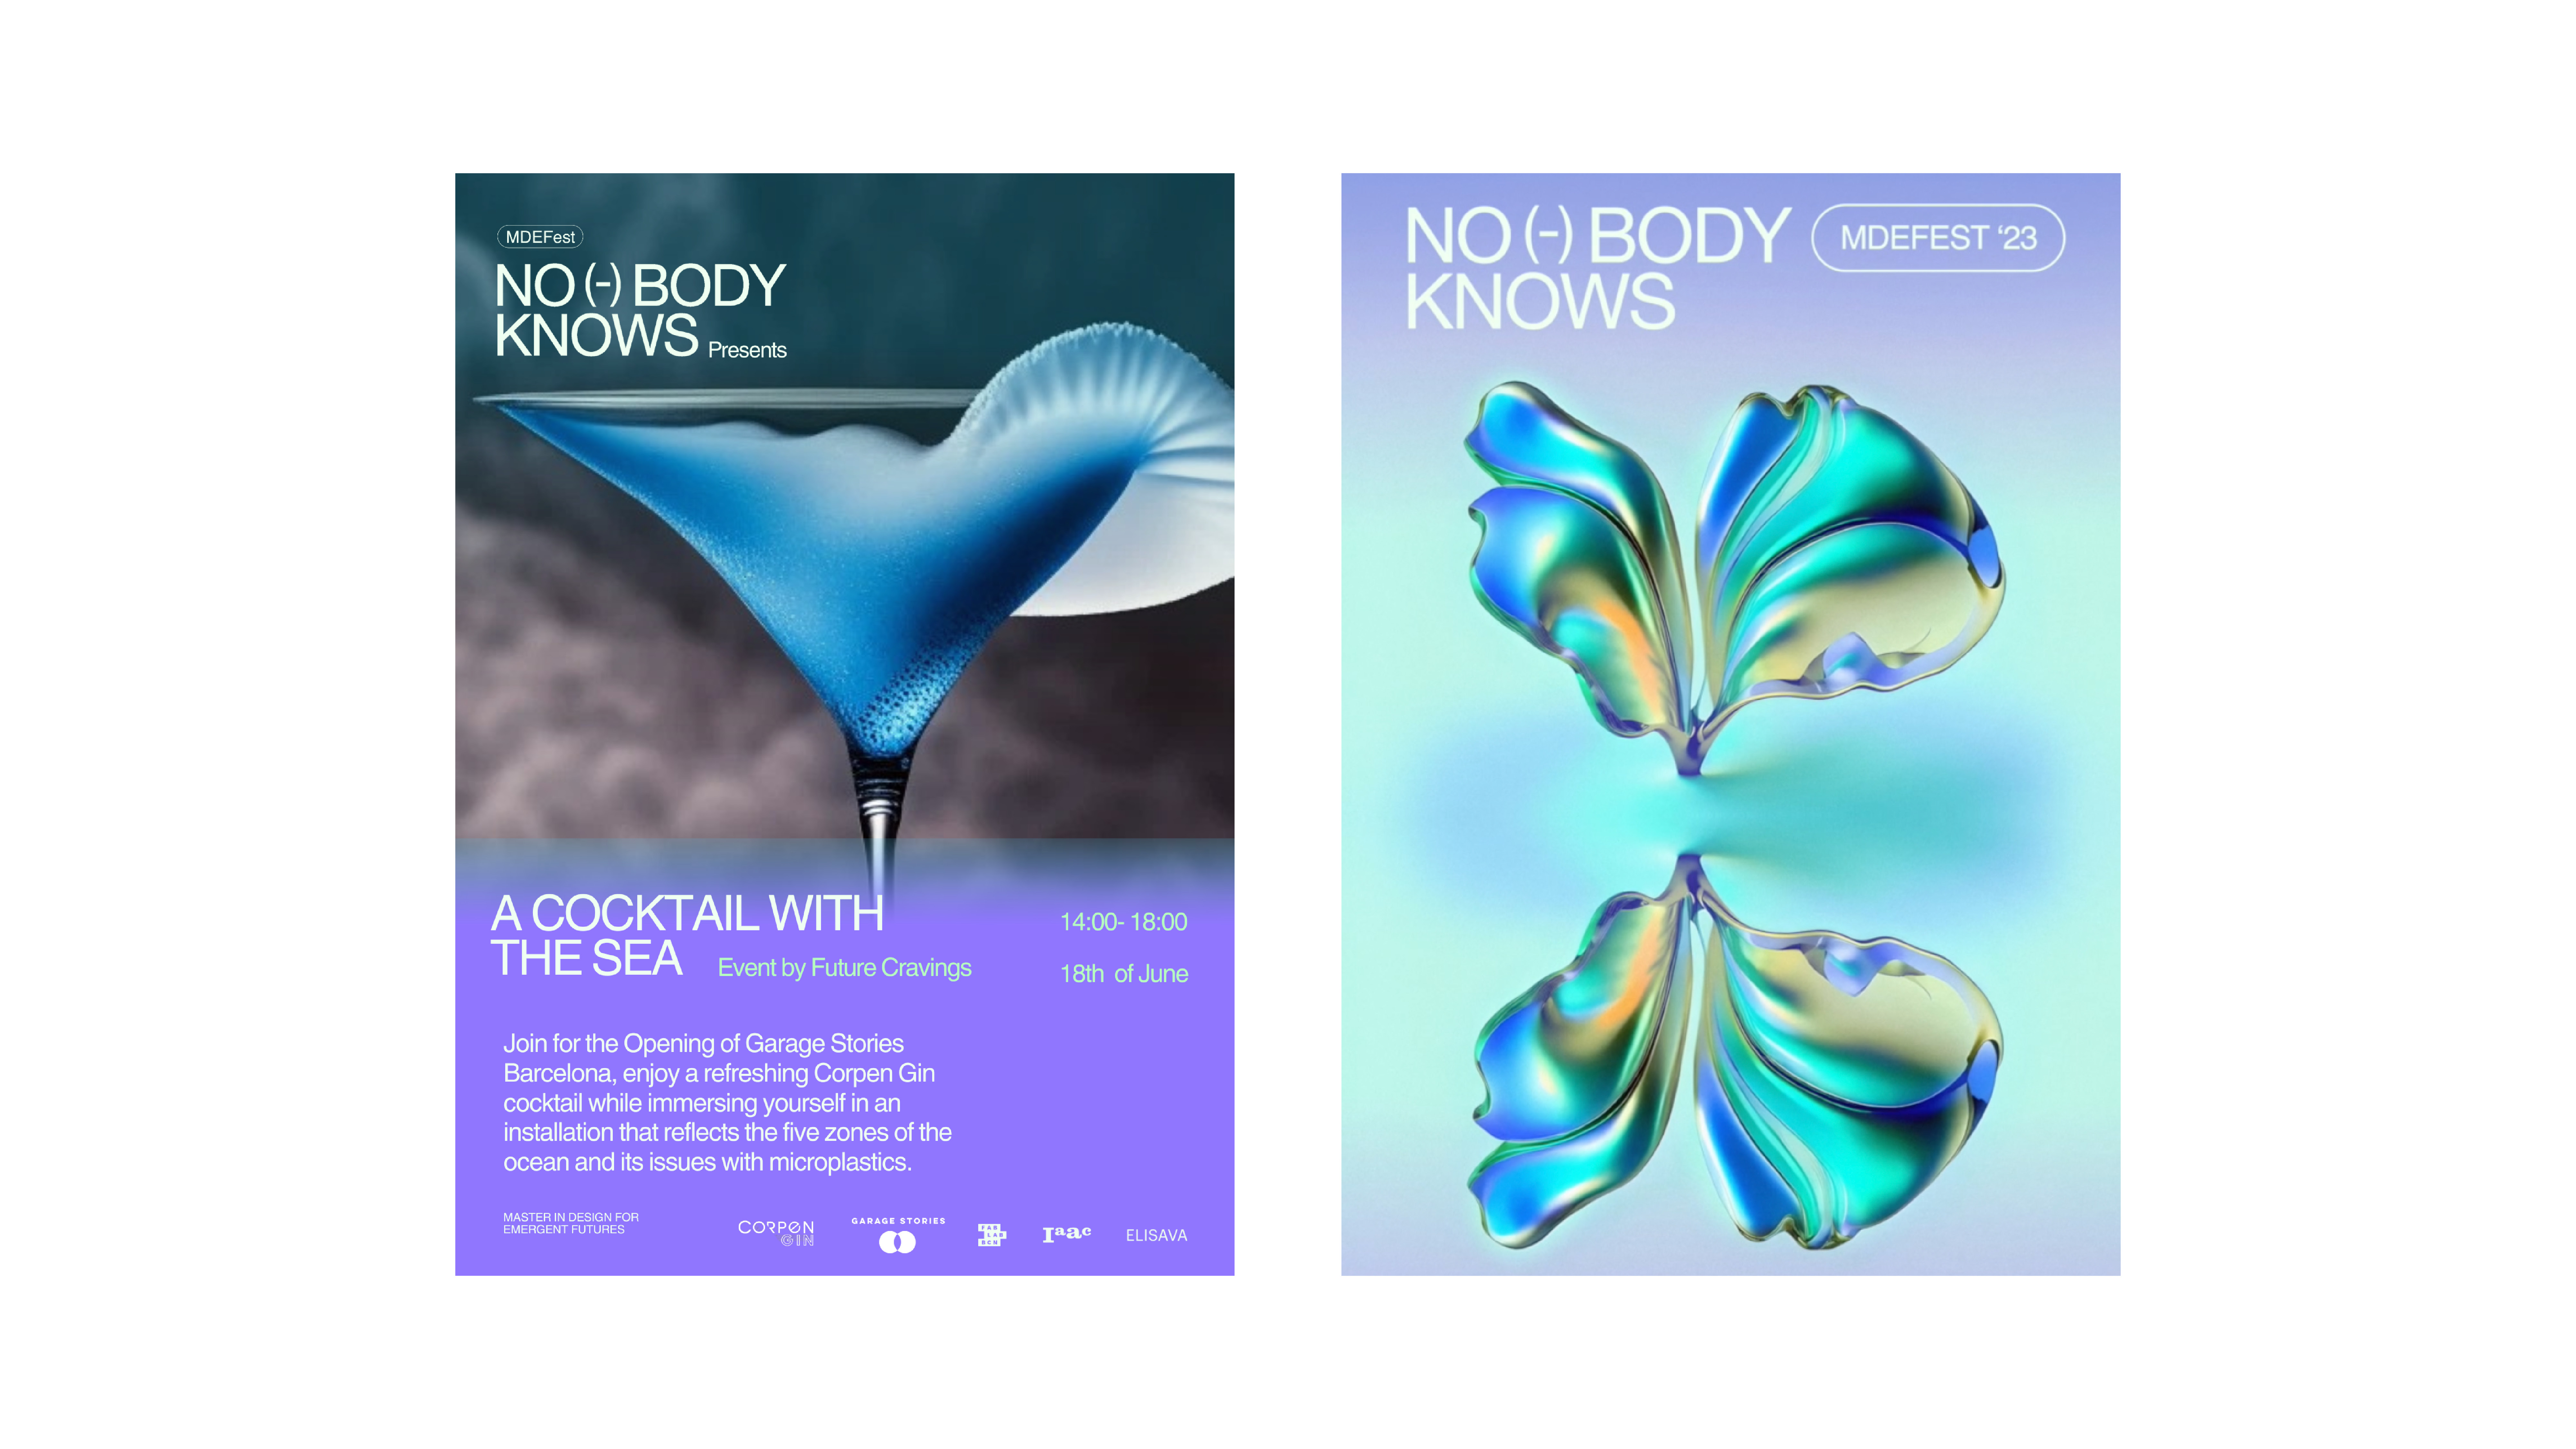 MDEFest
NO (-) BODY
KNOWS Presents
A COCKTAIL WITH
THE SEA Event by Future Cravings
14:00- 18:00
18th of June
Join for the Opening of Garage Stories
Barcelona, enjoy a refreshing Corpen Gin
cocktail while immersing yourself in an
installation that reflects the five zones of the
ocean and its issues with microplastics.
MASTER IN DESIGN FOR
EMERGENT FUTURES
CORPEN
GIN
GARAGE STORIES
FAB
LAB
BCN
Iaac
ELISAVA
NO (-) BODY
KNOWS
MDEFEST ‘23